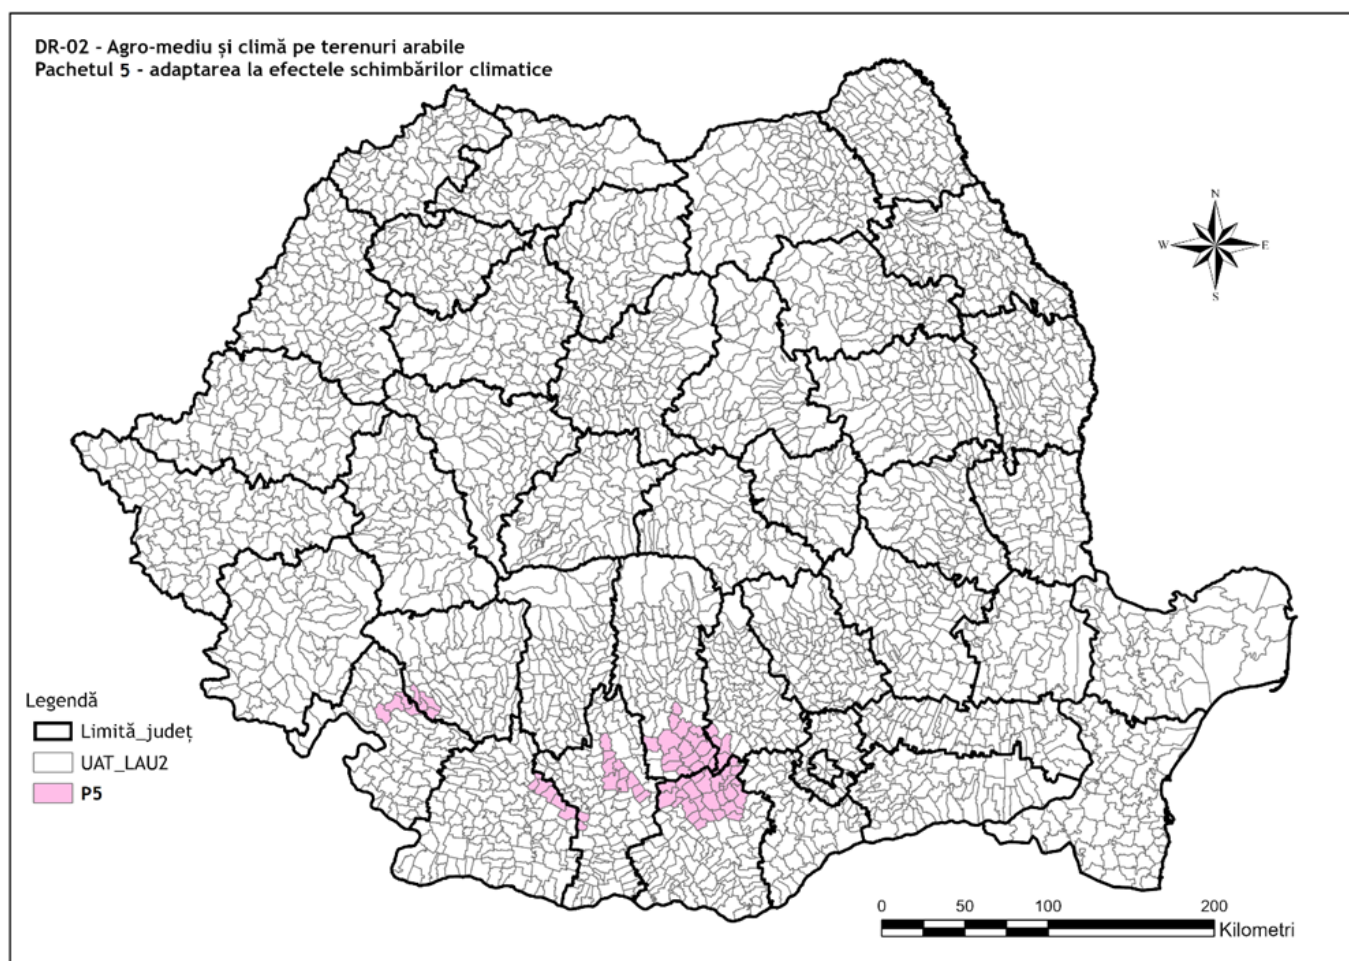 DR-02 - Agro-mediu și climă pe terenuri arabile
Pachetul 5 - adaptarea la efectele schimbărilor climatice
N
W E
S
Legendă
Limită_județ
UAT_LAU2
P5
0 50 100 200
Kilometri